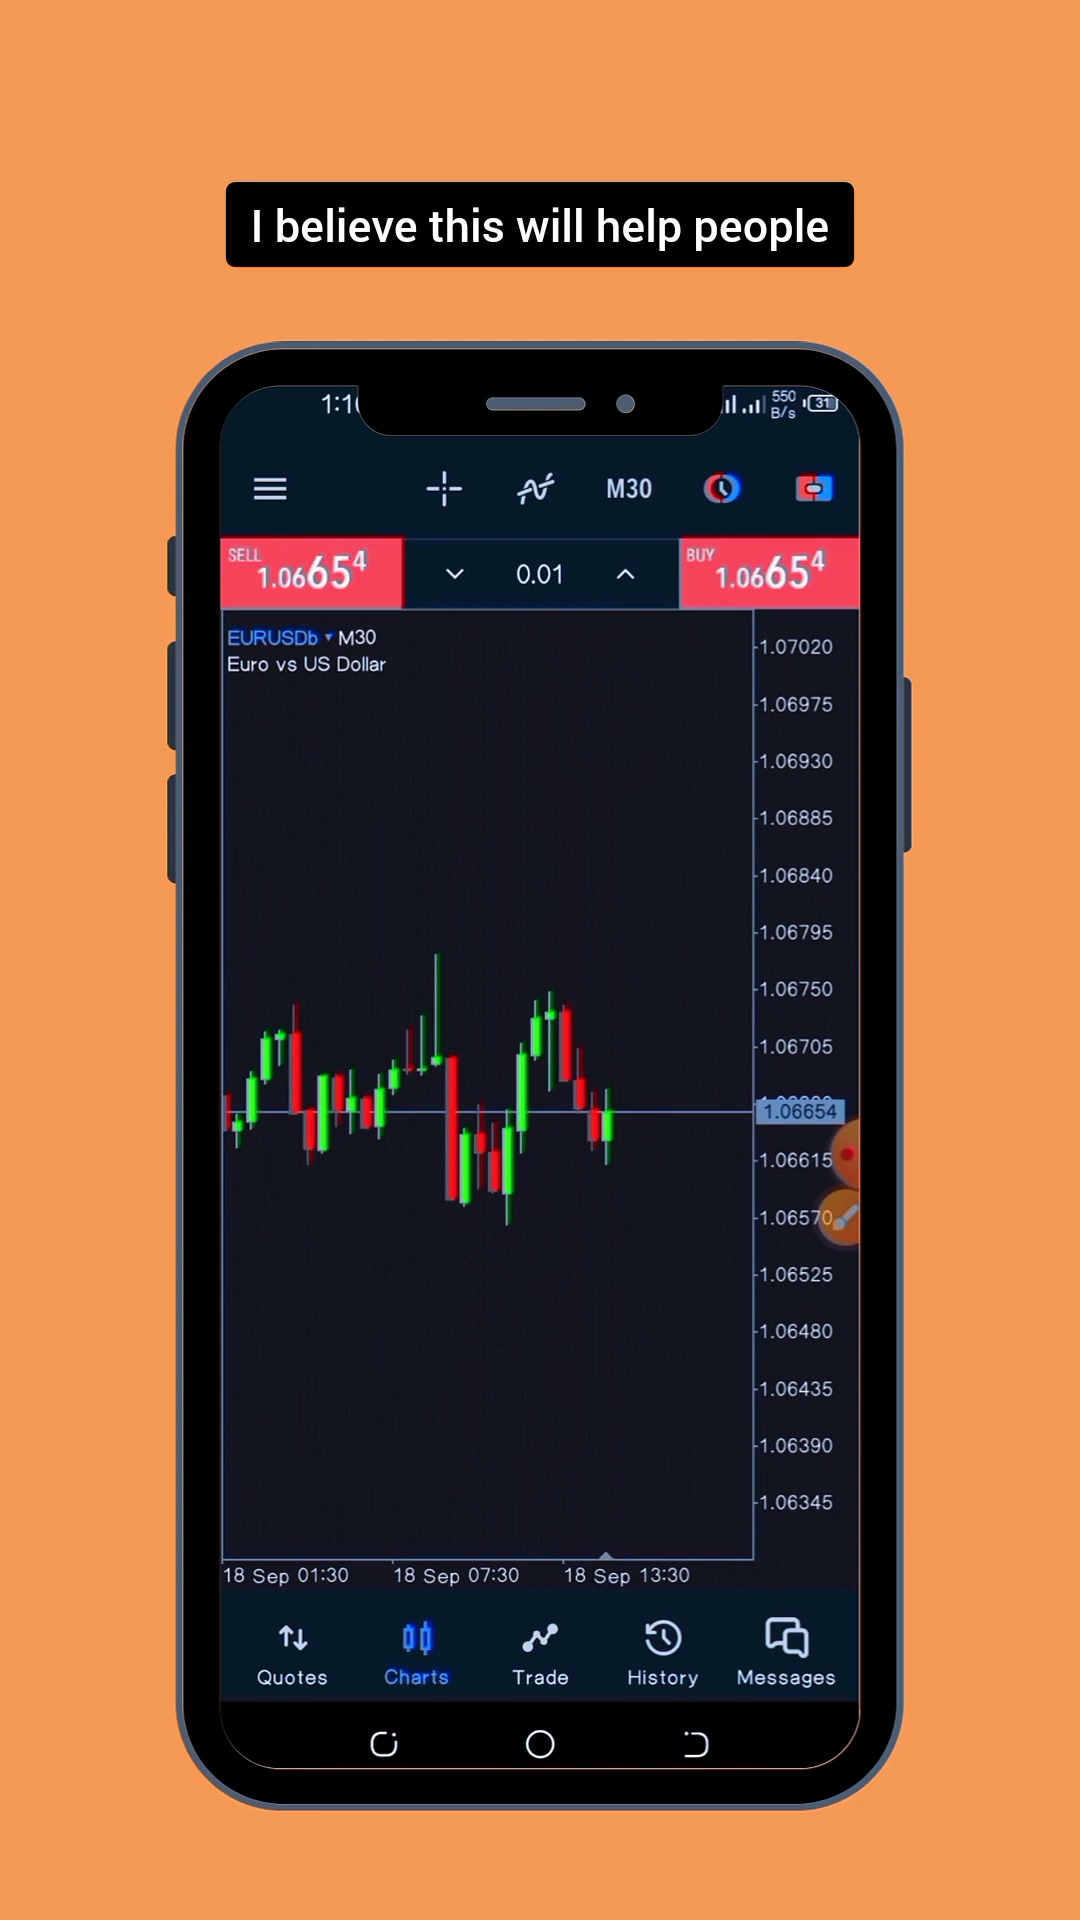 I believe this will help people
550
B/s
31
M30
SELL
1.06654
0.01
BUY
1.06654
EURUSDb ▾ M30
Euro vs US Dollar
1.07020
1.06975
1.06930
1.06885
1.06840
1.06795
1.06750
1.06705
1.06654
1.06615
1.06570
1.06525
1.06480
1.06435
1.06390
1.06345
18 Sep 01:30
18 Sep 07:30
18 Sep 13:30
Quotes
Charts
Trade
History
Messages